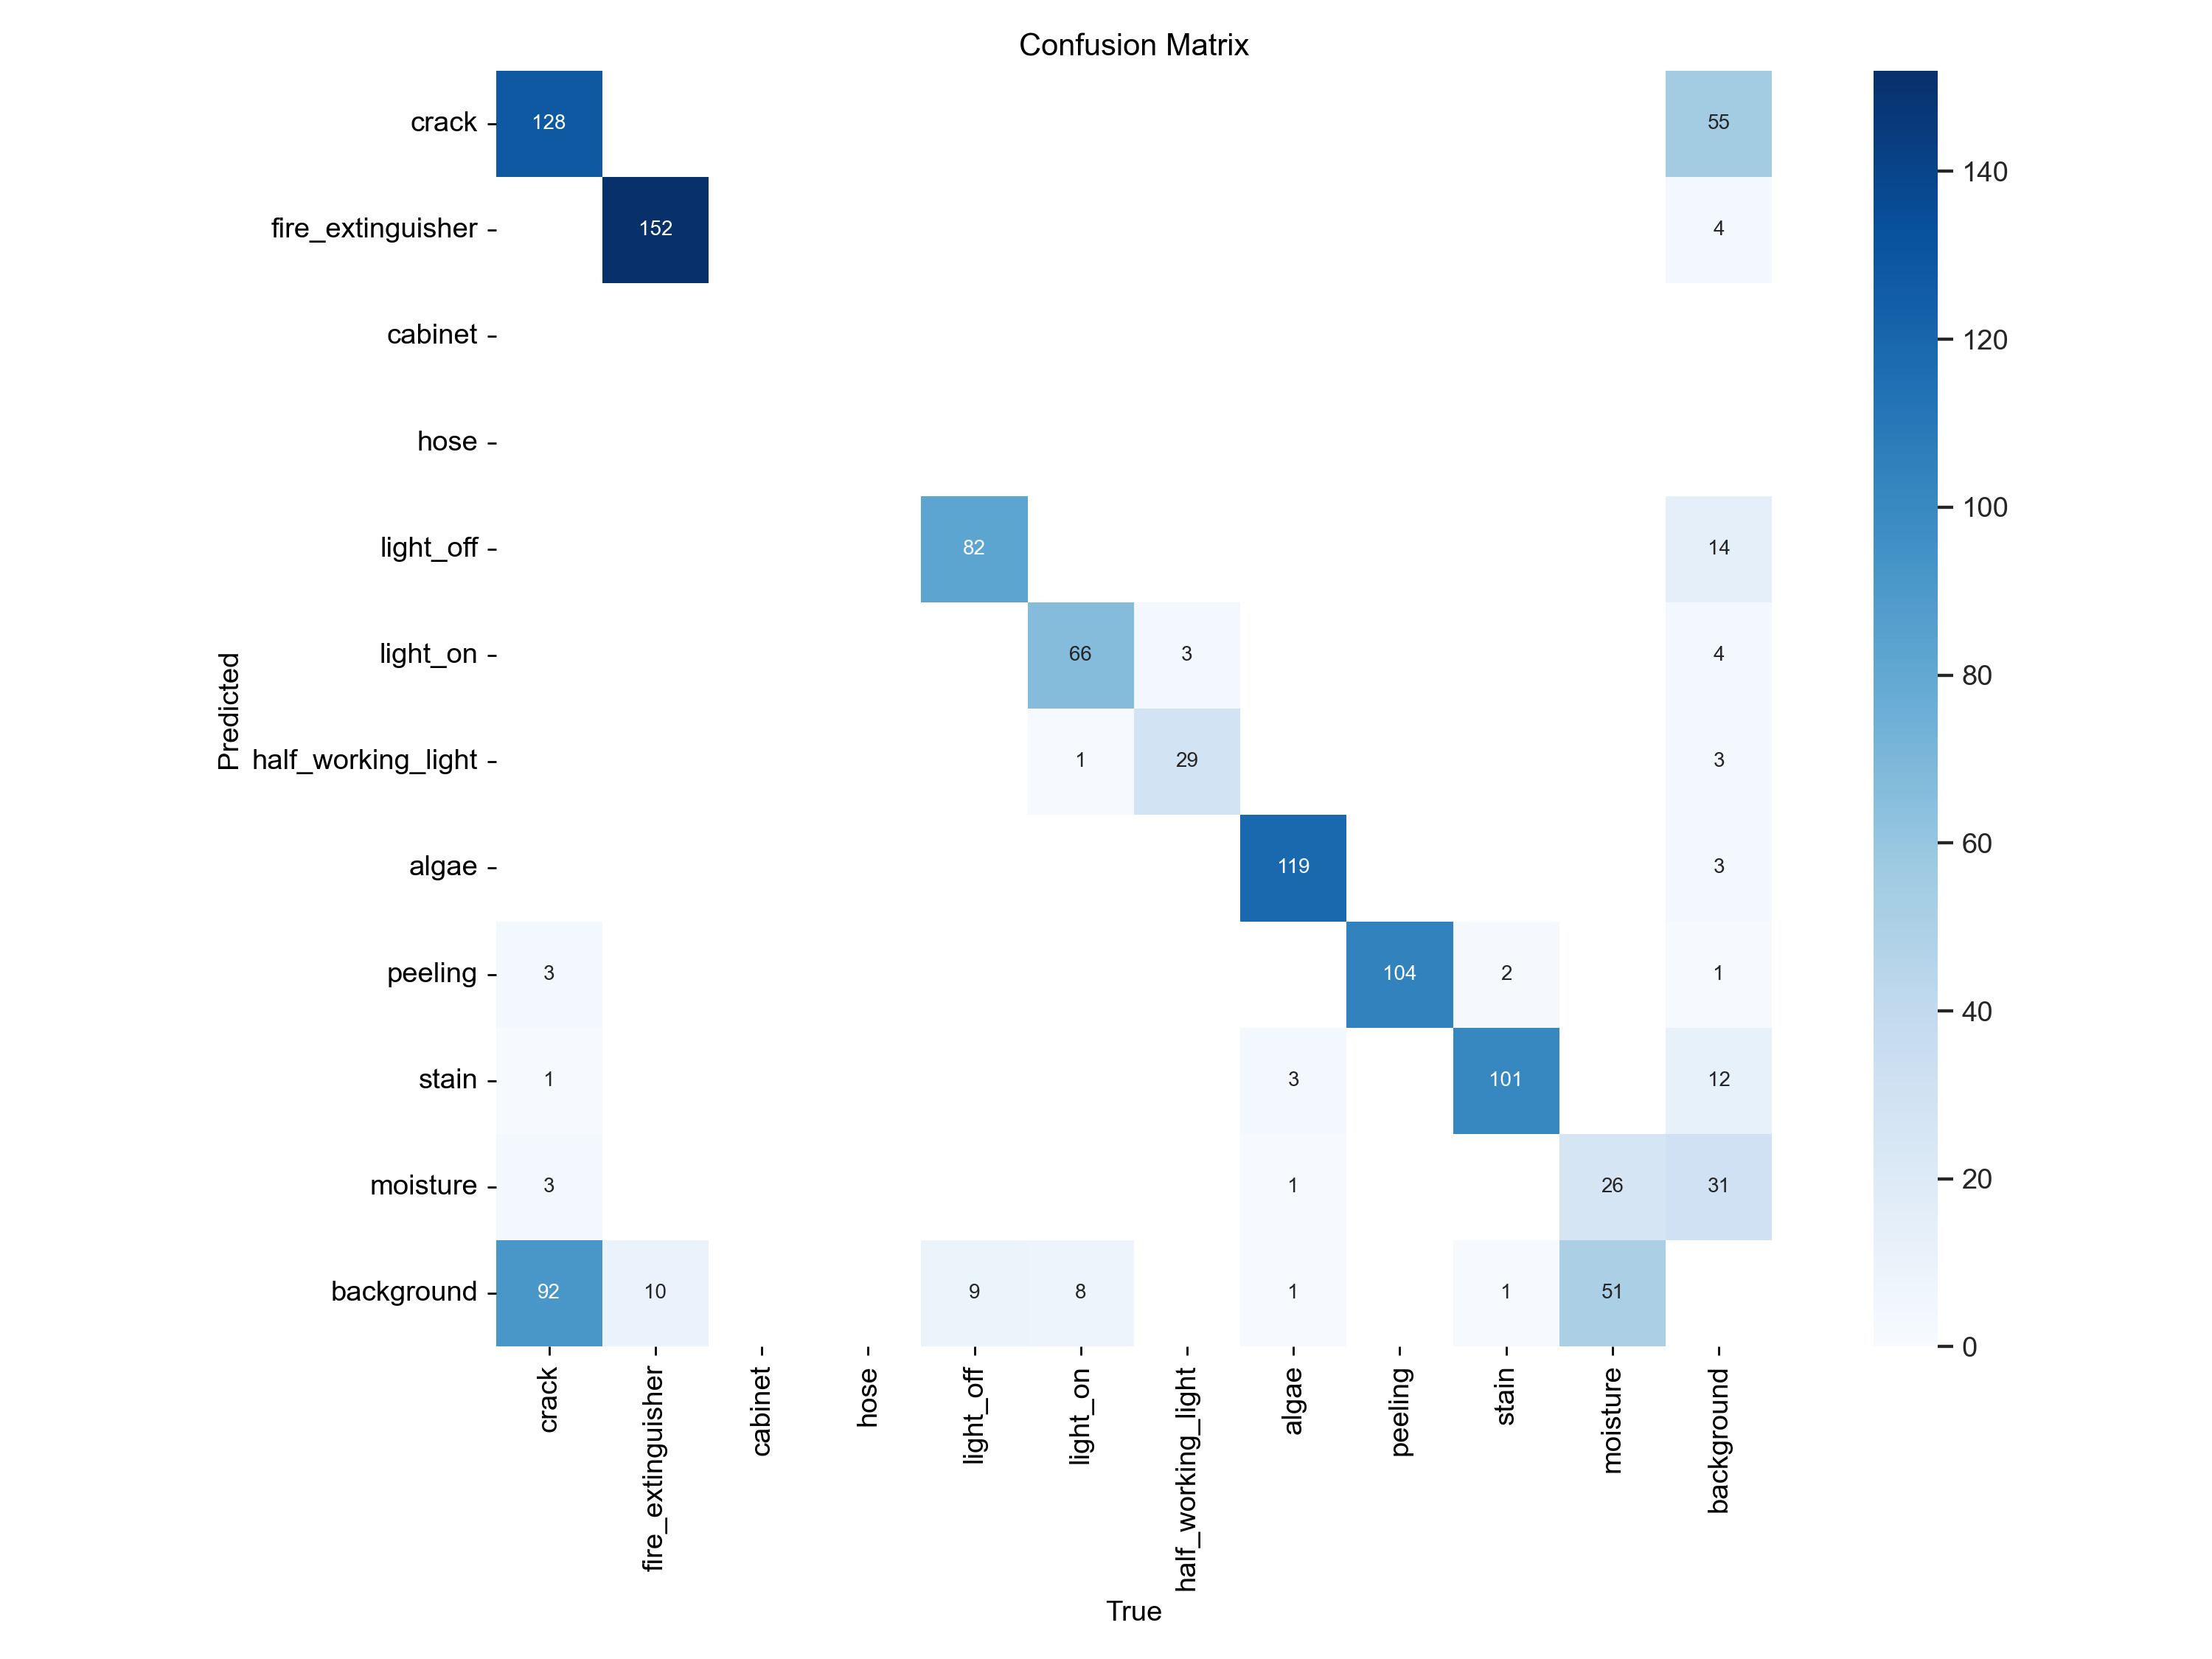 Confusion Matrix
crack 128 55
fire_extinguisher 152 4 140
cabinet 120
hose
100
light_off 82 14
light_on 66 3 4 80
Predicted
half_working_light 1 29 3
60
algae 119 3
peeling 3 104 2 1
40
stain 1 3 101 12
moisture 3 1 26 31 20
background 92 10 9 8 1 1 51
0
crack fire_extinguisher cabinet hose light_off light_on half_working_light algae peeling stain moisture background
True